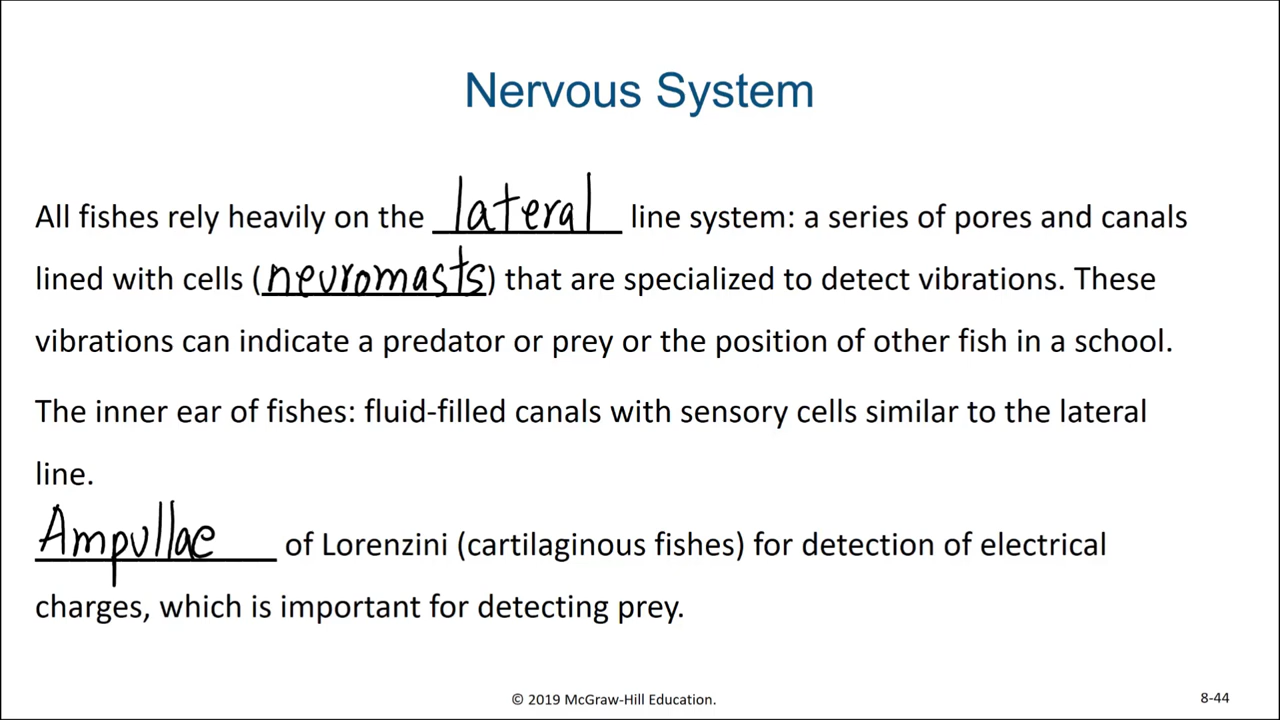 Nervous System
All fishes rely heavily on the lateral line system: a series of pores and canals
lined with cells (neuromasts) that are specialized to detect vibrations. These
vibrations can indicate a predator or prey or the position of other fish in a school.
The inner ear of fishes: fluid-filled canals with sensory cells similar to the lateral
line.
Ampullae of Lorenzini (cartilaginous fishes) for detection of electrical
charges, which is important for detecting prey.
© 2019 McGraw-Hill Education.
8-44